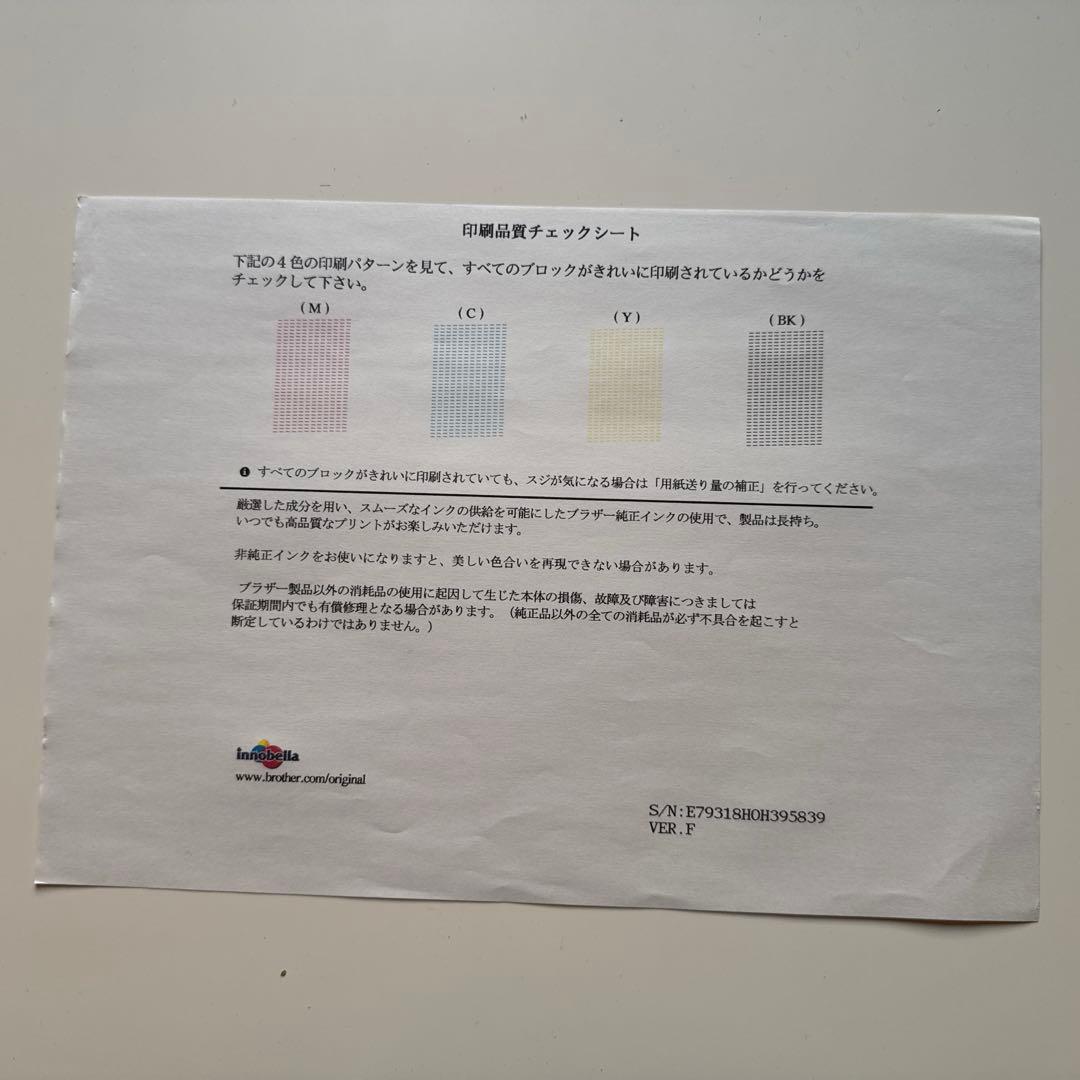 印刷品質チェックシート
下記の4色の印刷パターンを見て、すべてのブロックがきれいに印刷されているかどうかを
チェックして下さい。
(M) (C) (Y) (BK)
すべてのブロックがきれいに印刷されていても、スジが気になる場合は「用紙送り量の補正」を行ってください。
厳選した成分を用い、スムーズなインクの供給を可能にしたブラザー純正インクの使用で、製品は長持ち。
いつでも高品質なプリントがお楽しみいただけます。
非純正インクをお使いになりますと、美しい色合いを再現できない場合があります。
ブラザー製品以外の消耗品の使用に起因して生じた本体の損傷、故障及び障害につきましては
保証期間内でも有償修理となる場合があります。（純正品以外の全ての消耗品が必ず不具合を起こすと
断定しているわけではありません。）
innobella
www.brother.com/original
S/N:E79318H0H395839
VER.F